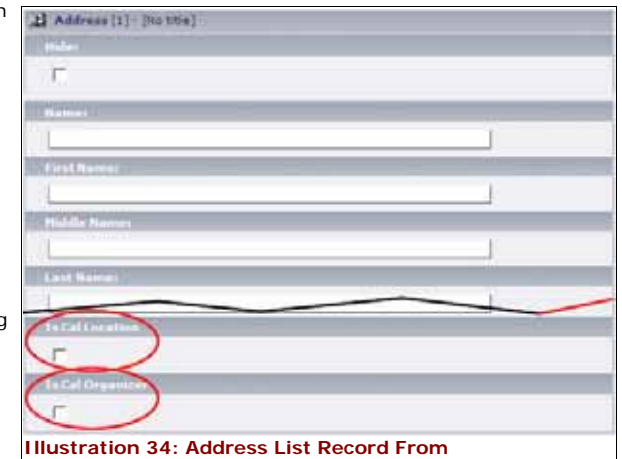 n
Address [1] - [No title]
Hide:
Name:
First Name:
Middle Name:
Last Name:
g
Is Cal Location
Is Cal Organizer
Illustration 34: Address List Record From